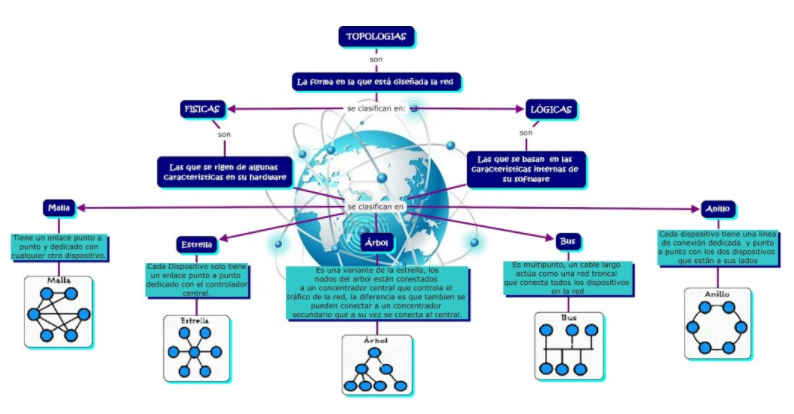 TOPOLOGIAS
son
La forma en la que está diseñada la red
FISICAS
se clasifican en:
LÓGICAS
son
son
Las que se rigen de algunas
caracteristicas en su hardware
Las que se basan en las
caracteristicas internas de
su software
Malla
se clasifican en
Anillo
Tiene un enlace punto a
punto y dedicado con
cualquier otro dispositivo.
Estrella
Árbol
Bus
Cada dispositivo tiene una línea
de conexión dedicada y punto
a punto con los dos dispositivos
que están a sus lados
Cada Dispositivo solo tiene
un enlace punto a punto
dedicado con el controlador
central.
Es una variante de la estrella, los
nodos del arbol están conectados
a un concentrador central que controla el
tráfico de la red, la diferencia es que tambien se
pueden conectar a un concentrador
secundario que a su vez se conecta al central.
Es multipunto, un cable largo
actúa como una red troncal
que conecta todos los dispositivos
en la red
Malla
Estrella
Árbol
Bus
Anillo